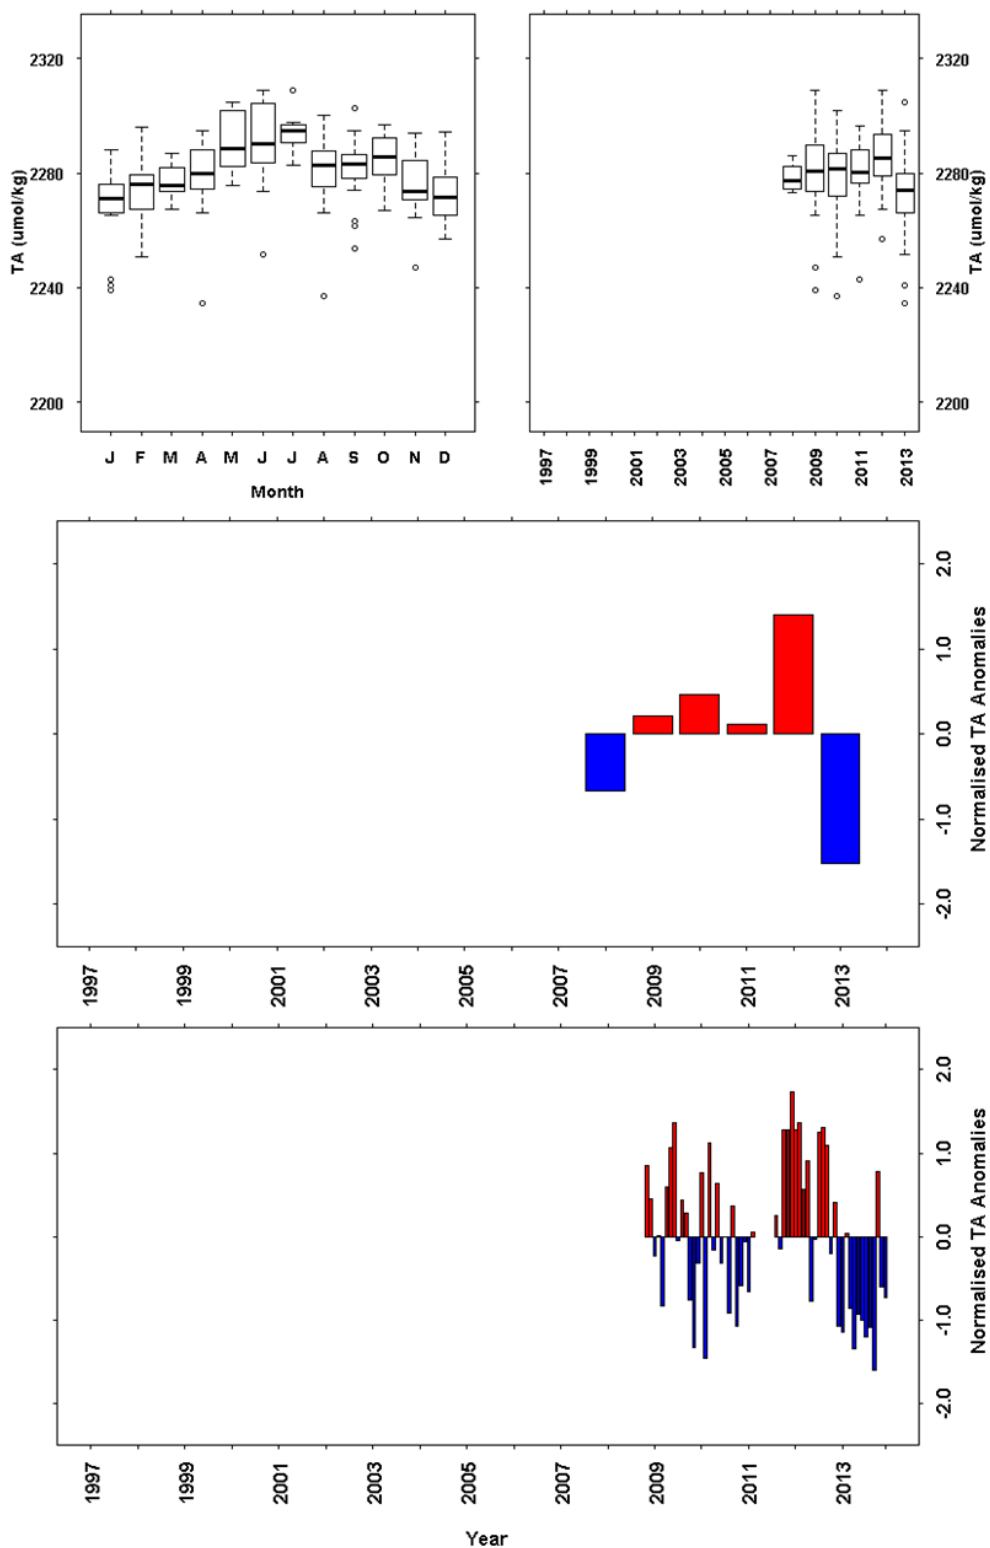 2320
2280
2240
2200
TA (umol/kg)
J F M A M J J A S O N D
Month
2320
2280
2240
2200
TA (umol/kg)
1997 1999 2001 2003 2005 2007 2009 2011 2013
2.0
1.0
0.0
-1.0
-2.0
Normalised TA Anomalies
1997 1999 2001 2003 2005 2007 2009 2011 2013
2.0
1.0
0.0
-1.0
-2.0
Normalised TA Anomalies
1997 1999 2001 2003 2005 2007 2009 2011 2013
Year